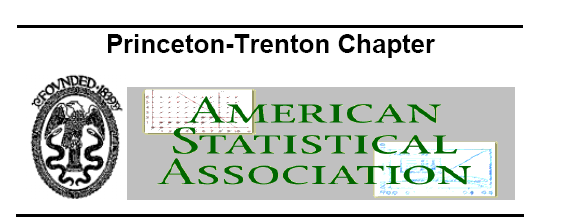 Princeton-Trenton Chapter
FOUNDED 1839
AMERICAN
STATISTICAL
ASSOCIATION